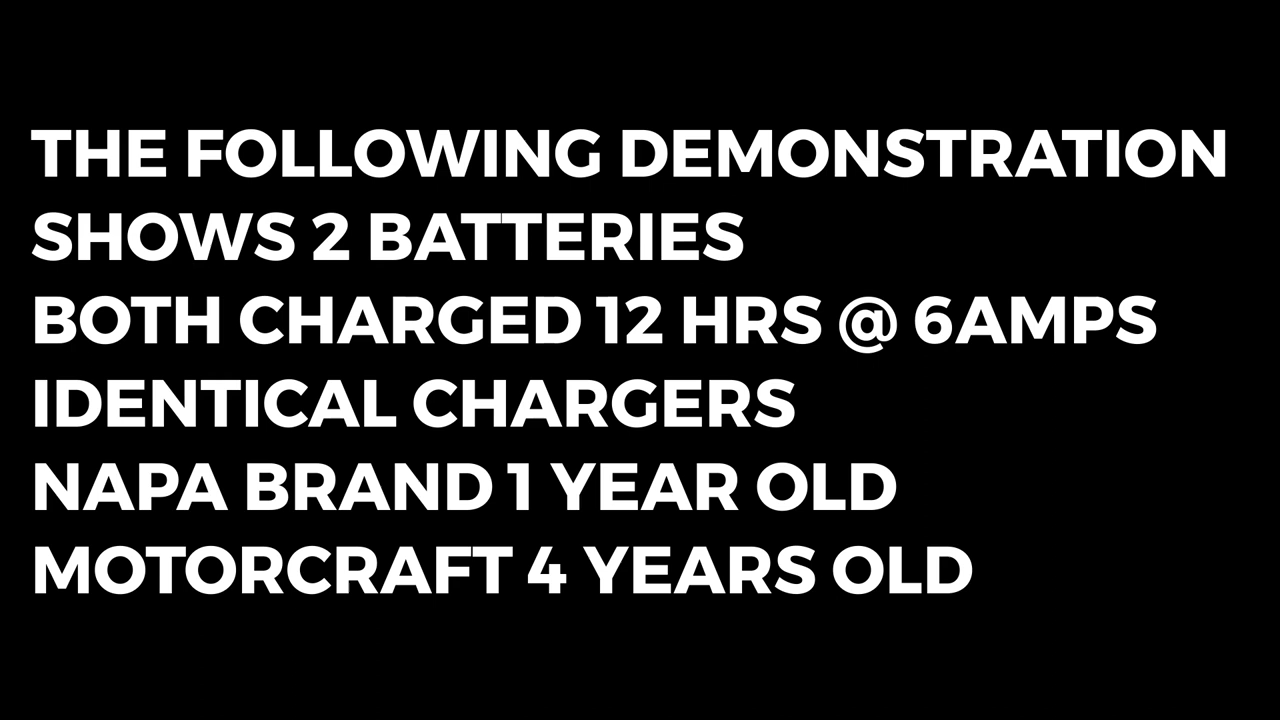 THE FOLLOWING DEMONSTRATION
SHOWS 2 BATTERIES
BOTH CHARGED 12 HRS @ 6AMPS
IDENTICAL CHARGERS
NAPA BRAND 1 YEAR OLD
MOTORCRAFT 4 YEARS OLD